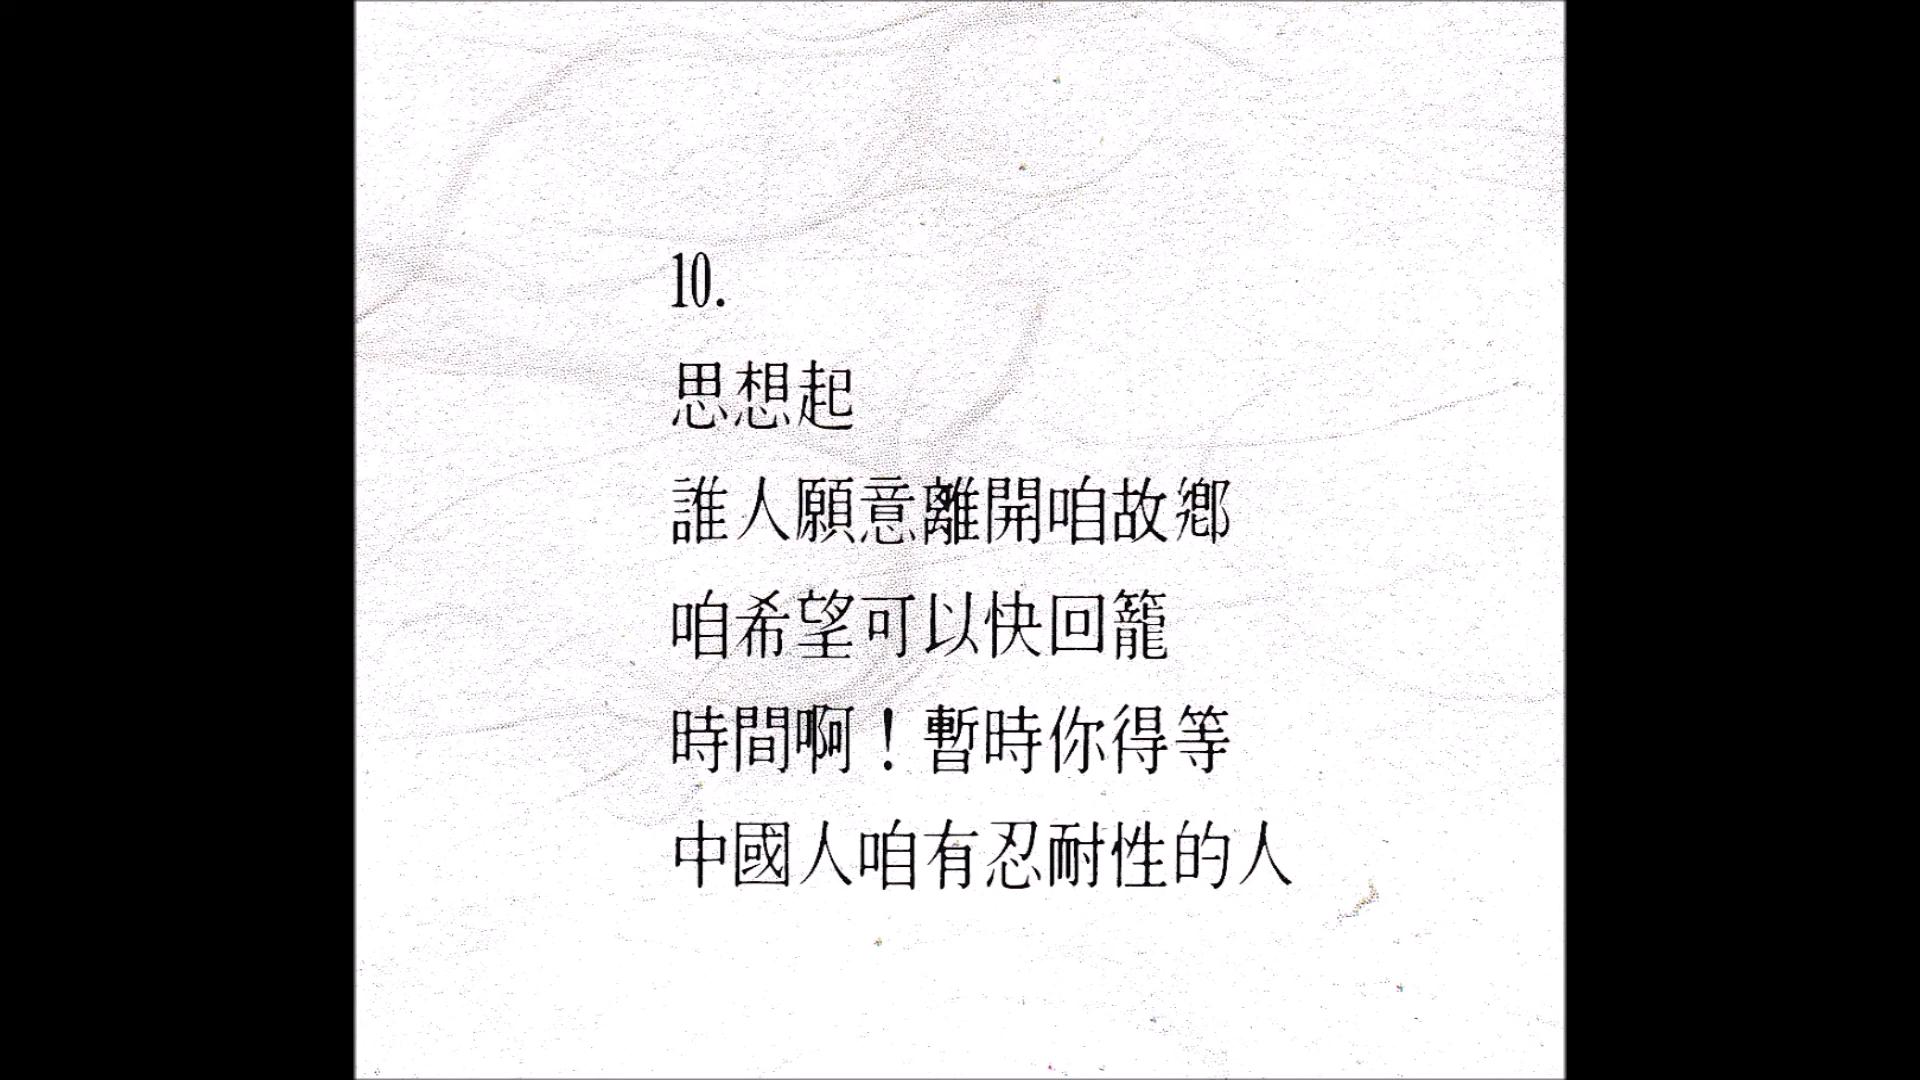 10.
思想起
誰人願意離開咱故鄉
咱希望可以快回籠
時間啊！暫時你得等
中國人咱有忍耐性的人